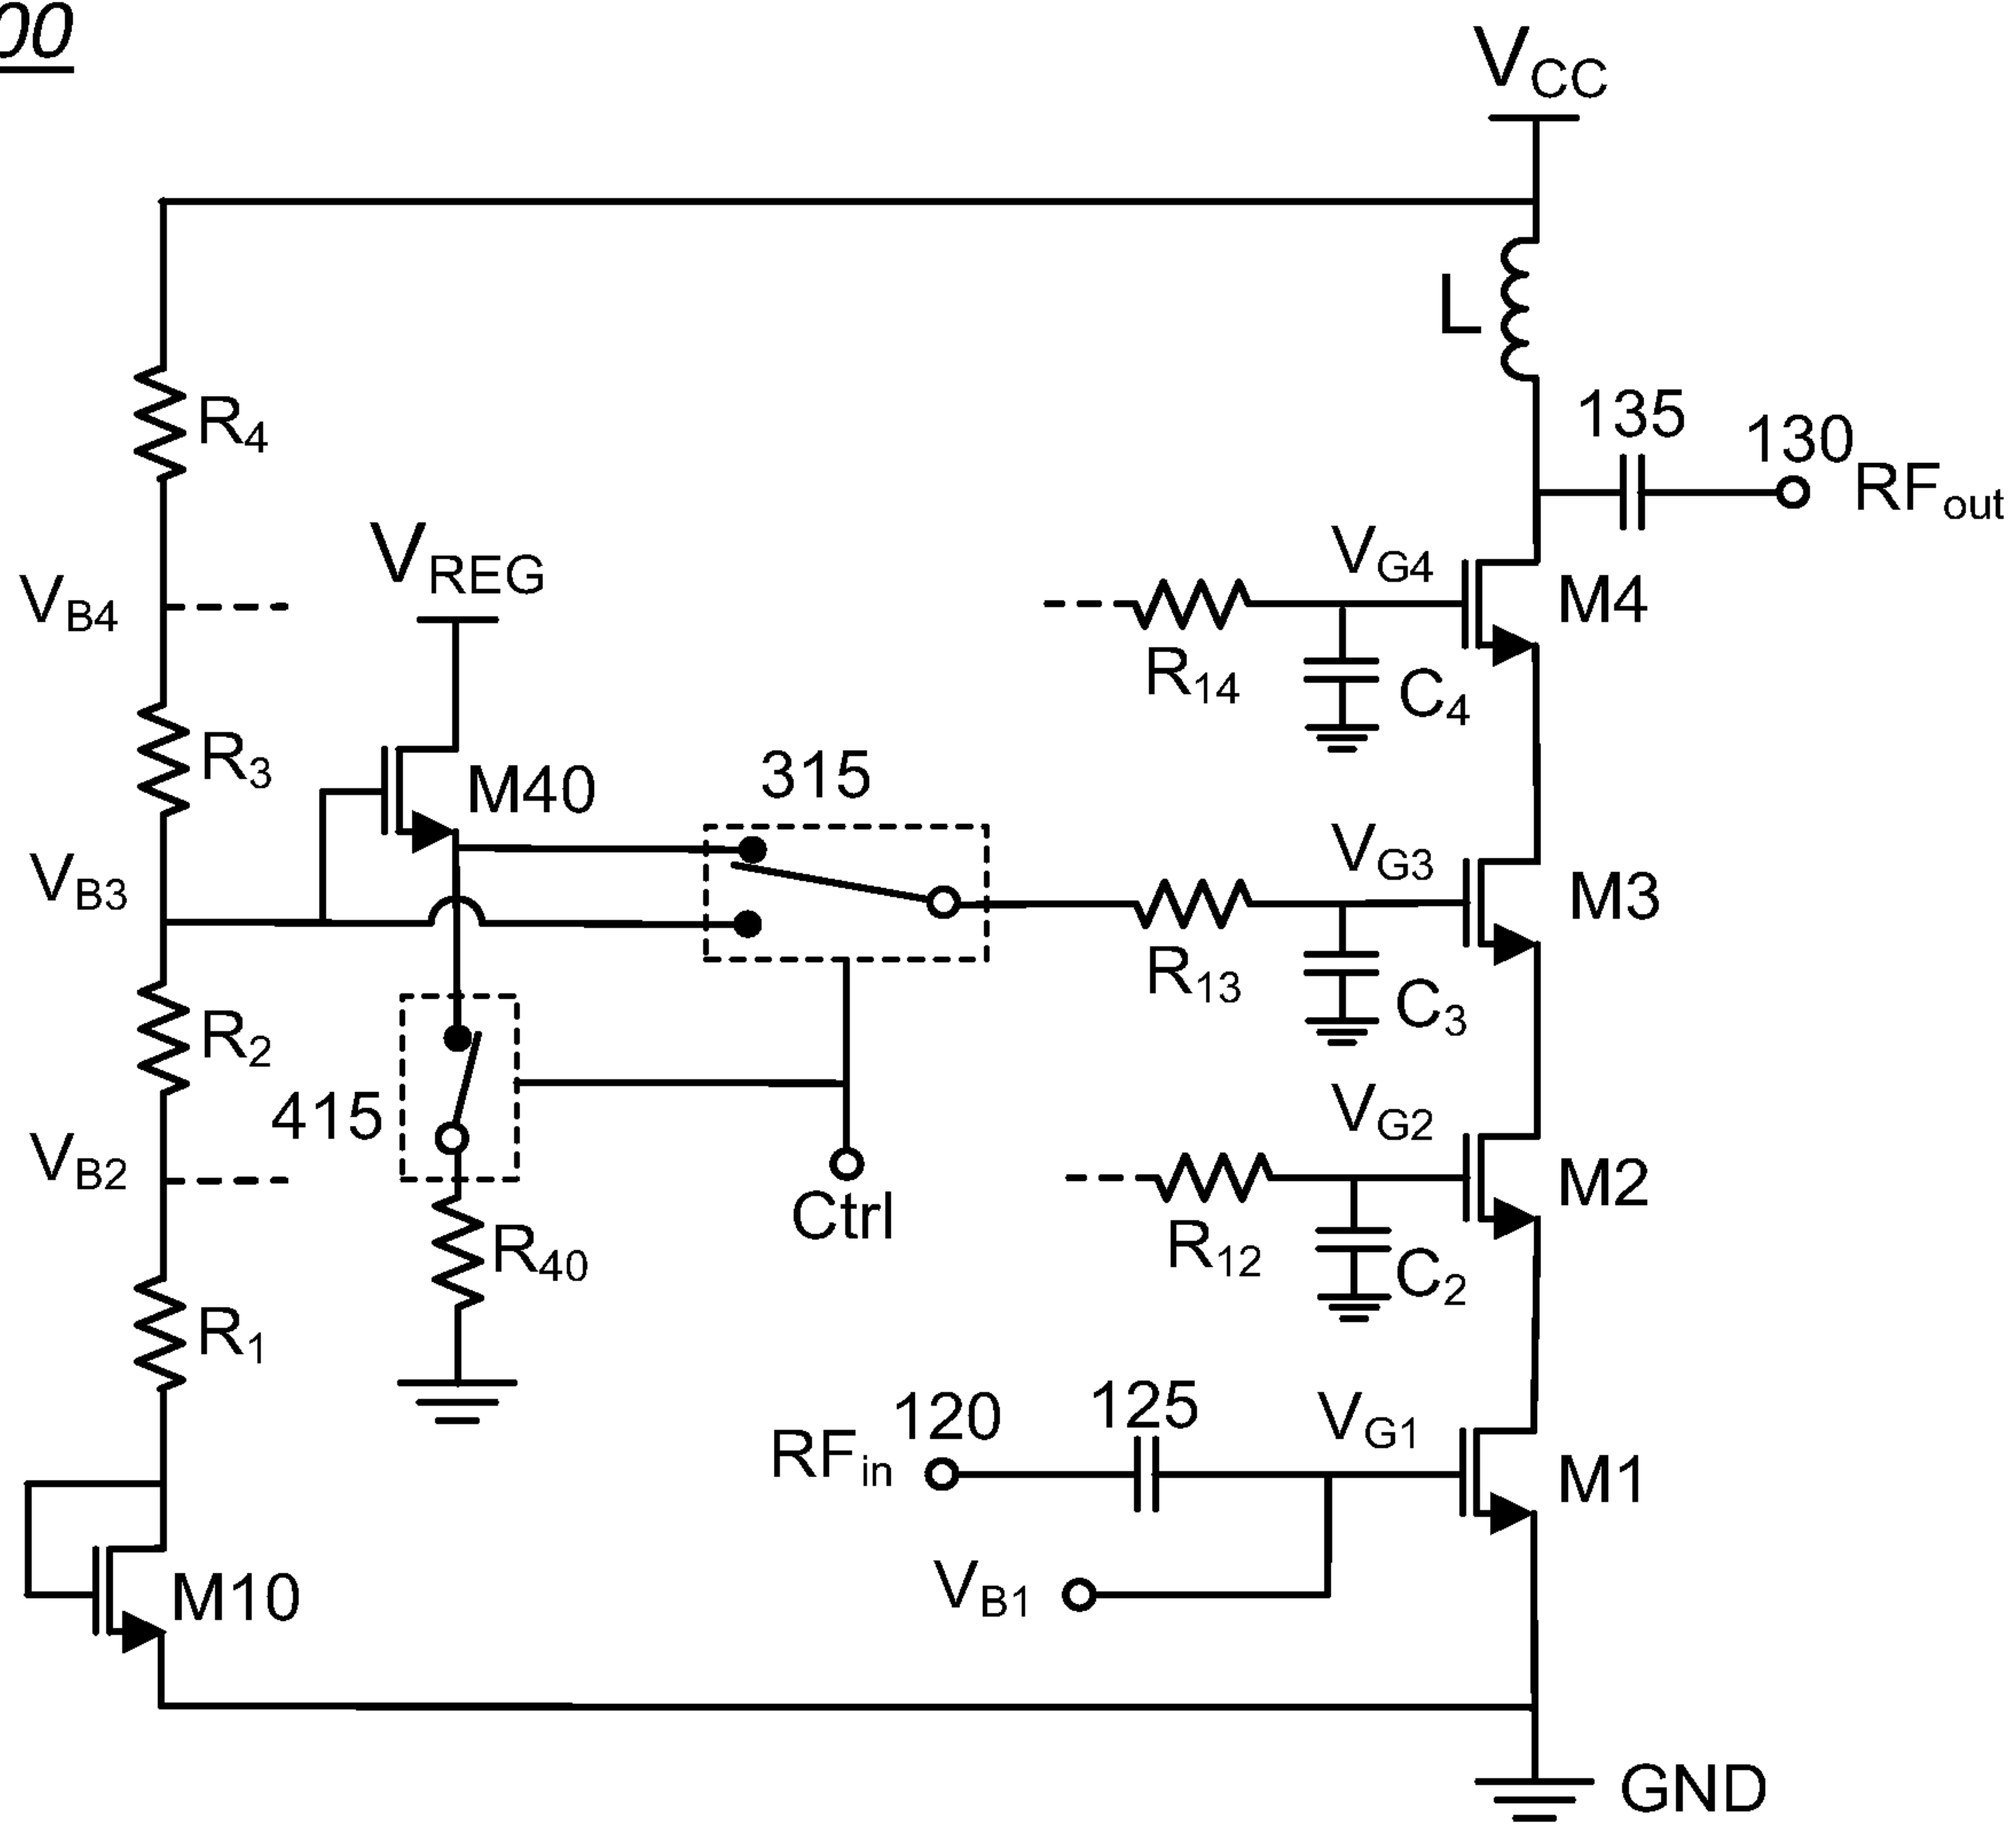 00
VCC
L
135
130
RFout
R4
VREG
VG4
M4
VB4
R14
C4
R3
M40
315
VG3
M3
VB3
R13
C3
R2
415
VG2
M2
VB2
Ctrl
R12
C2
R40
R1
120
125
VG1
RFin
M1
VB1
M10
GND